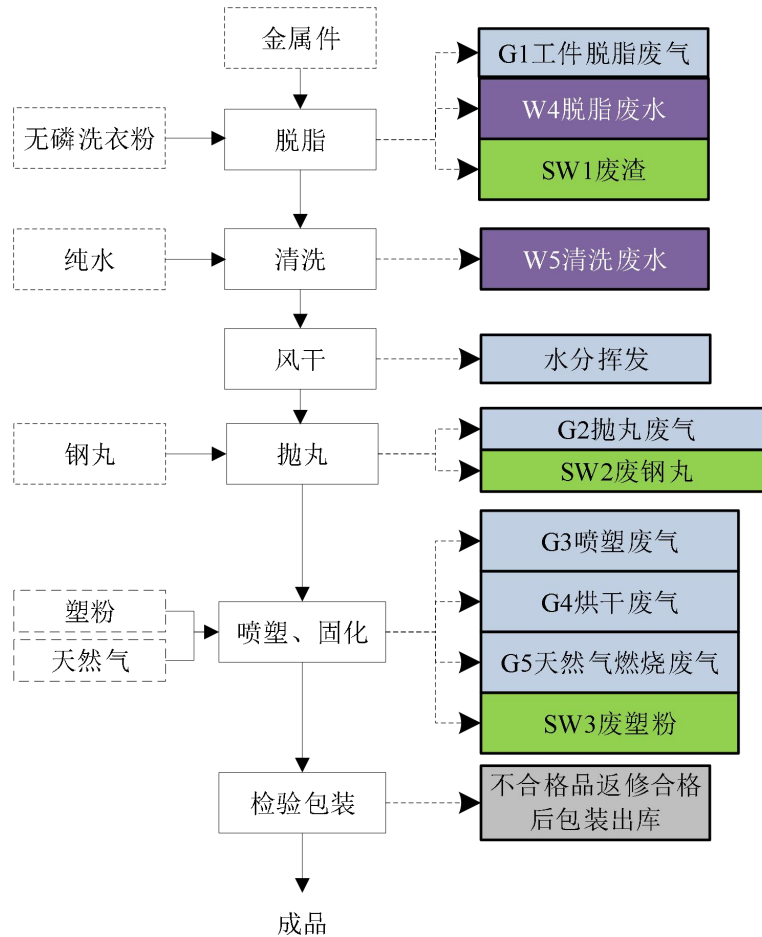 金属件
G1工件脱脂废气
无磷洗衣粉
脱脂
W4脱脂废水
SW1废渣
纯水
清洗
W5清洗废水
风干
水分挥发
钢丸
抛丸
G2抛丸废气
SW2废钢丸
塑粉
天然气
喷塑、固化
G3喷塑废气
G4烘干废气
G5天然气燃烧废气
SW3废塑粉
检验包装
不合格品返修合格
后包装出库
成品